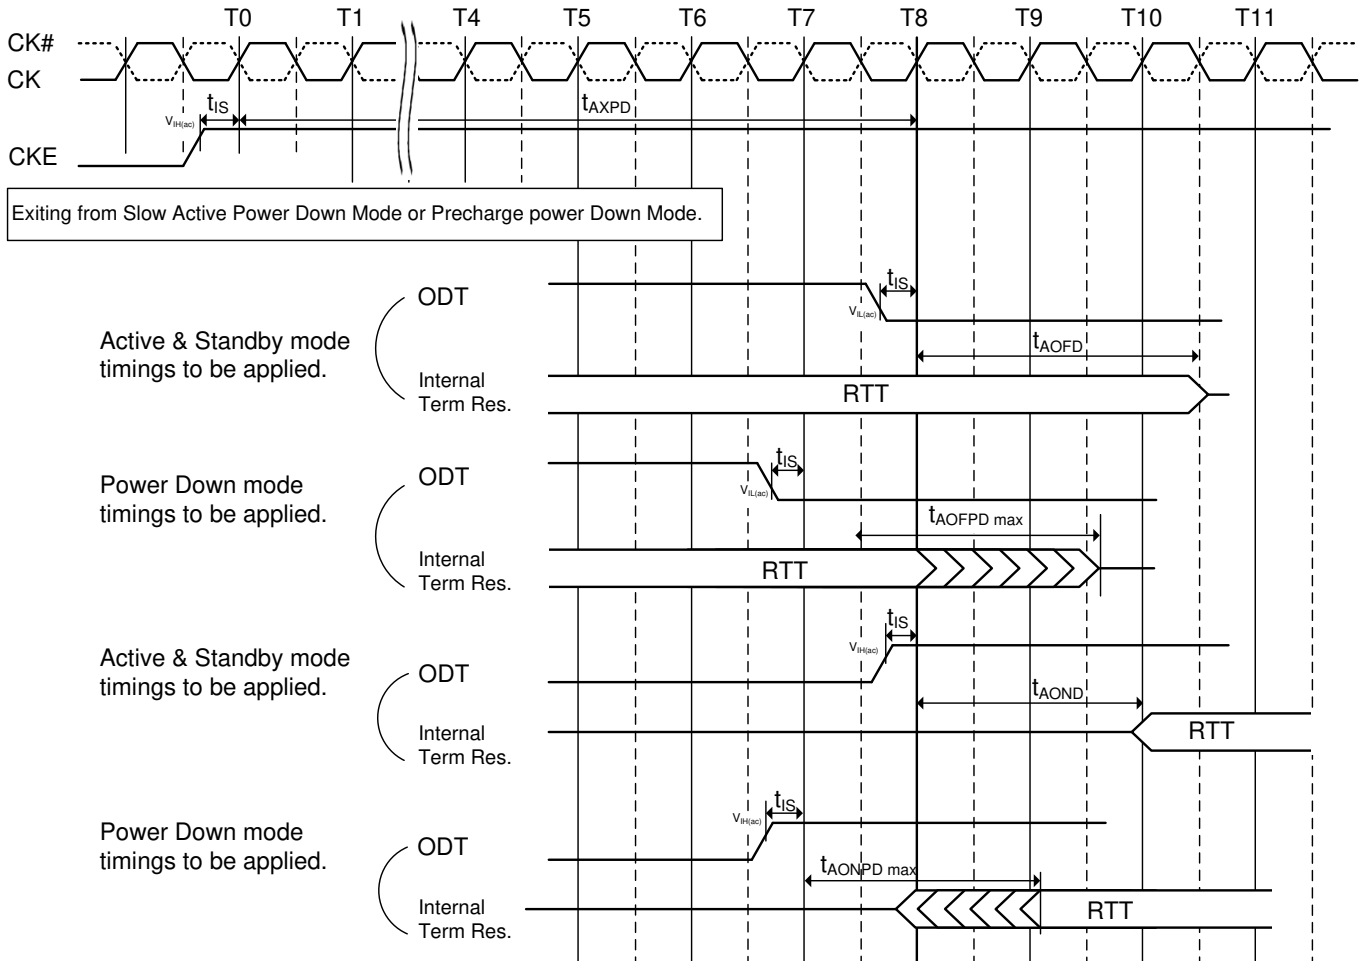 T0 T1 T4 T5 T6 T7 T8 T9 T10 T11
CK#
CK
tIS
tAXPD
VIH(ac)
CKE
Exiting from Slow Active Power Down Mode or Precharge power Down Mode.
tIS
ODT
VIL(ac)
Active & Standby mode
timings to be applied.
tAOFD
Internal
Term Res.
RTT
tIS
ODT
VIL(ac)
Power Down mode
timings to be applied.
tAOFPD max
Internal
Term Res.
RTT
tIS
VIH(ac)
Active & Standby mode
timings to be applied.
ODT
tAOND
Internal
Term Res.
RTT
tIS
VIH(ac)
Power Down mode
timings to be applied.
ODT
tAONPD max
Internal
Term Res.
RTT